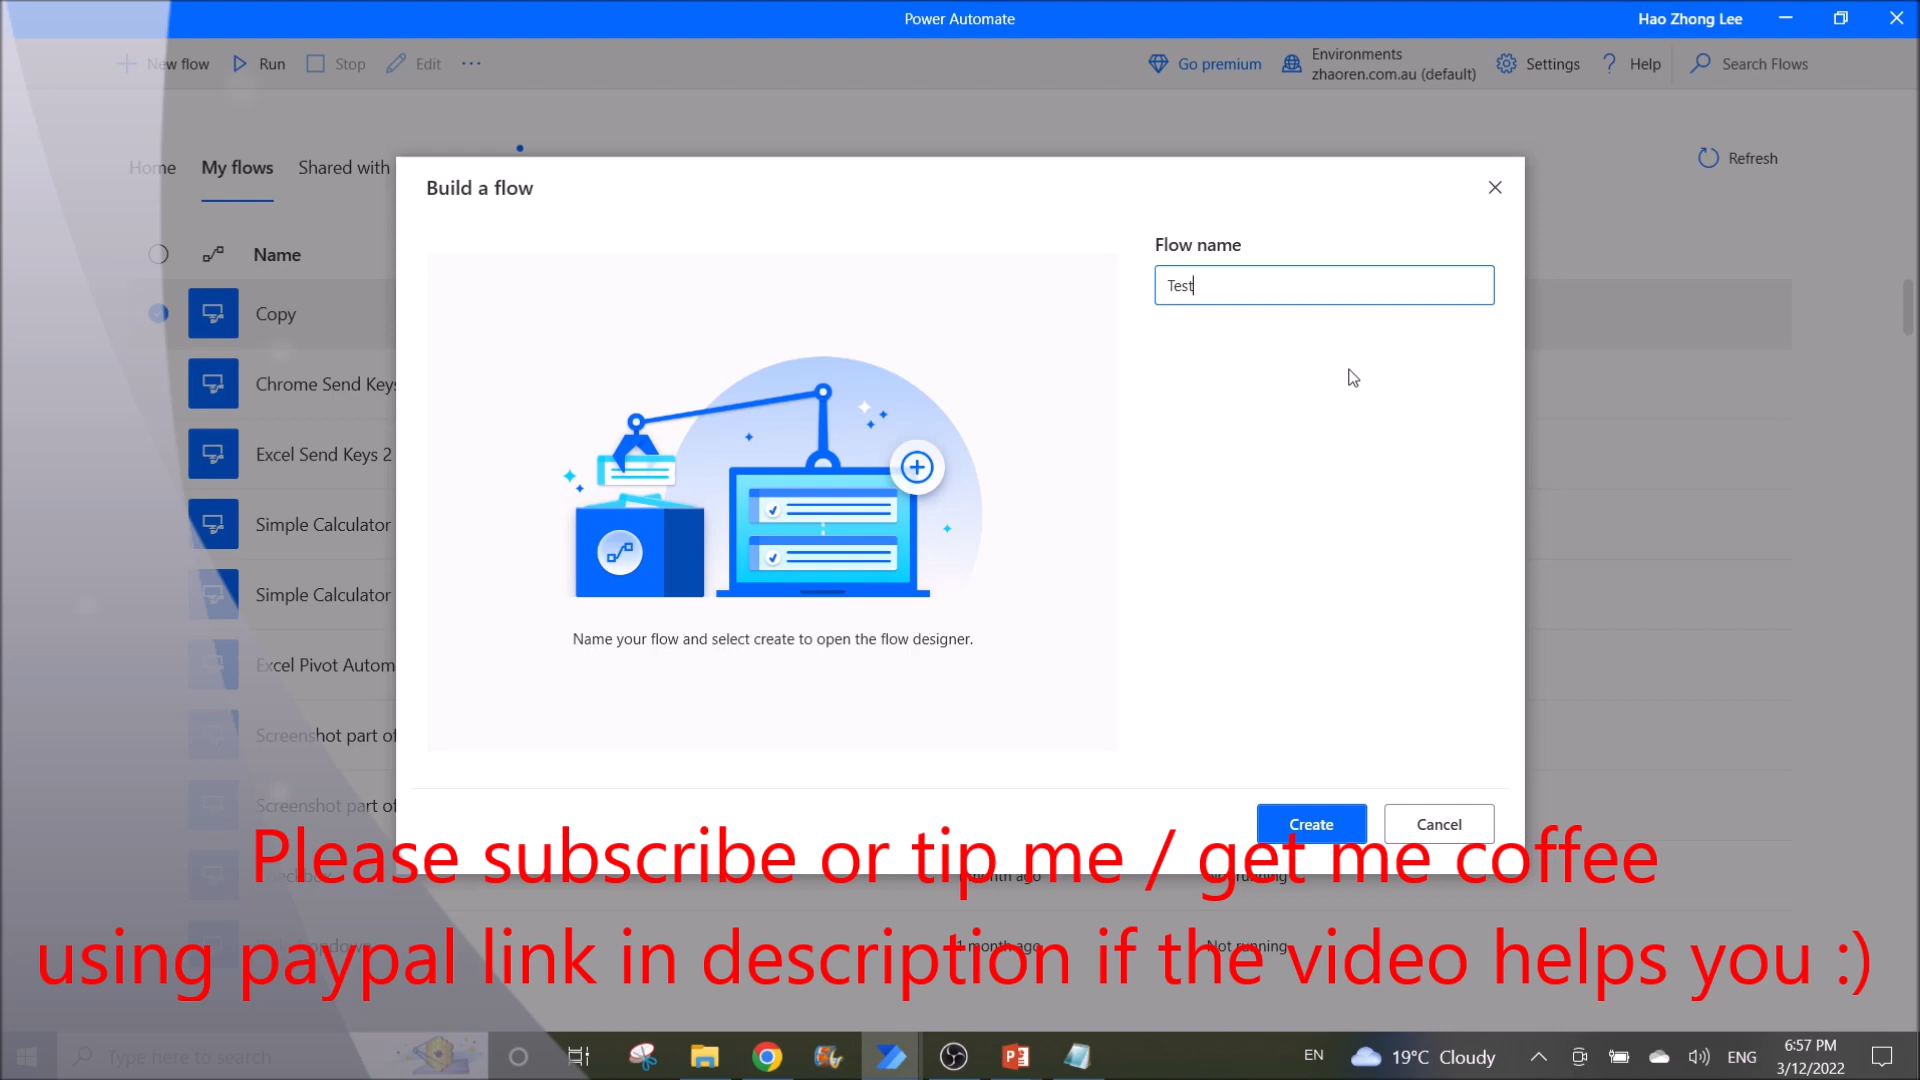 Power Automate
Hao Zhong Lee
New flow
Run
Stop
Edit
Go premium
Environments
zhaoren.com.au (default)
Settings
Help
Search Flows
Home
My flows
Shared with
Refresh
Build a flow
Flow name
Test
Name
Copy
Chrome Send Keys
Excel Send Keys 2
Simple Calculator
Simple Calculator
Excel Pivot Autom
Screenshot part of
Screenshot part of
Name your flow and select create to open the flow designer.
Create
Cancel
month ago
Not running
1 month ago
Not running
Please subscribe or tip me / get me coffee
using paypal link in description if the video helps you :)
Type here to search
EN
19°C Cloudy
ENG
6:57 PM
3/12/2022